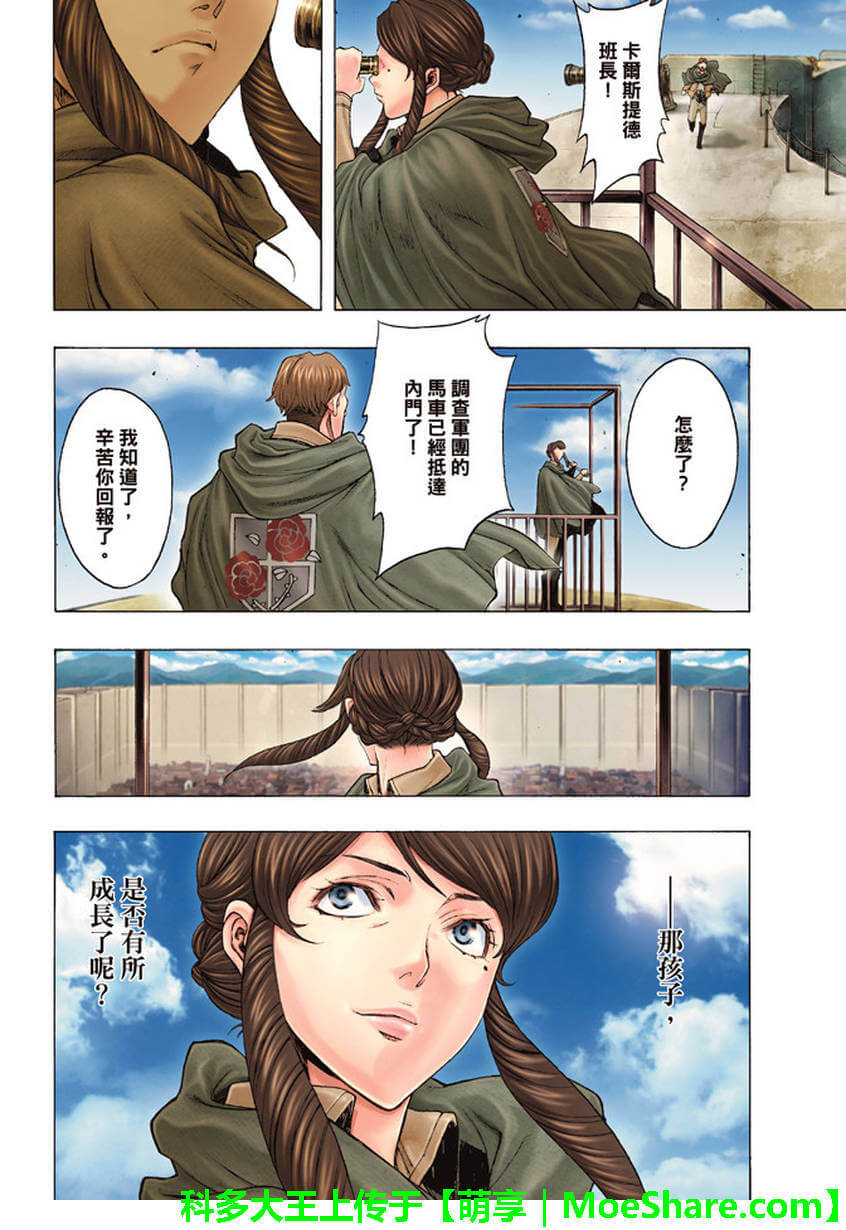 卡爾斯提德
班長！
怎麼了？
調查軍團的
馬車已經抵達
內門了！
我知道了，
辛苦你回報了。
——那孩子，
是否有所
成長了呢？
科多大王上传于【萌享｜MoeShare.com】